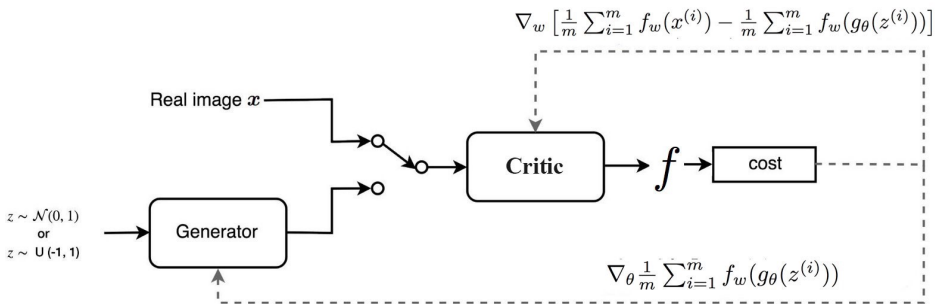 ∇_w [1/m ∑_{i=1}^m f_w(x^{(i)}) − 1/m ∑_{i=1}^m f_w(g_θ(z^{(i)}))]
Real image x
Critic
f
cost
z ∼ 𝒩(0, 1)
or
z ∼ U (-1, 1)
Generator
∇_θ 1/m ∑_{i=1}^m f_w(g_θ(z^{(i)}))